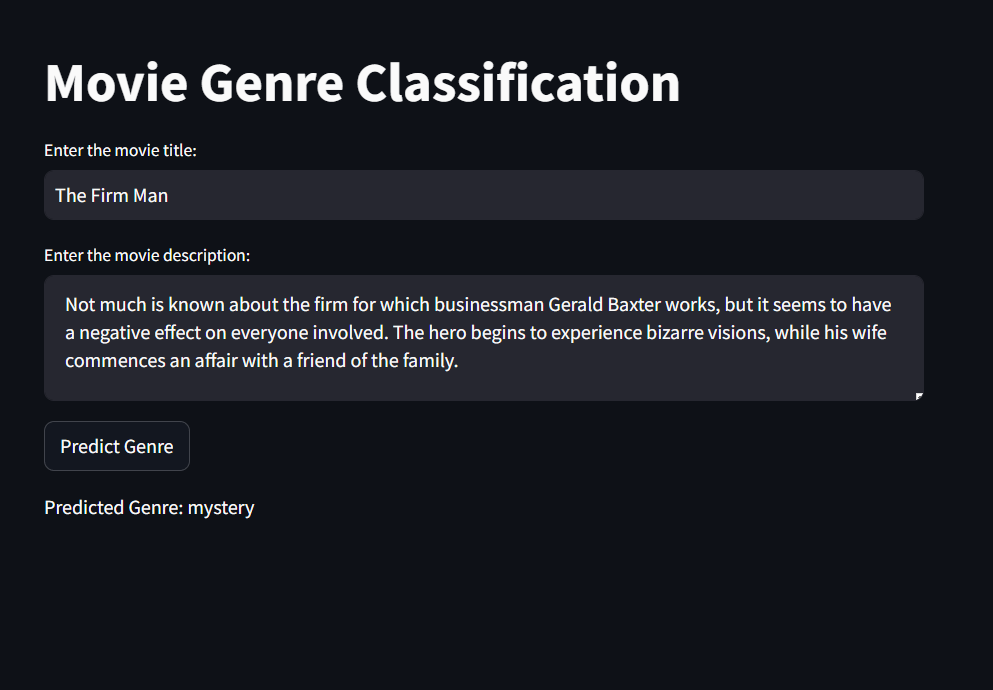 Movie Genre Classification
Enter the movie title:
The Firm Man
Enter the movie description:
Not much is known about the firm for which businessman Gerald Baxter works, but it seems to have
a negative effect on everyone involved. The hero begins to experience bizarre visions, while his wife
commences an affair with a friend of the family.
Predict Genre
Predicted Genre: mystery